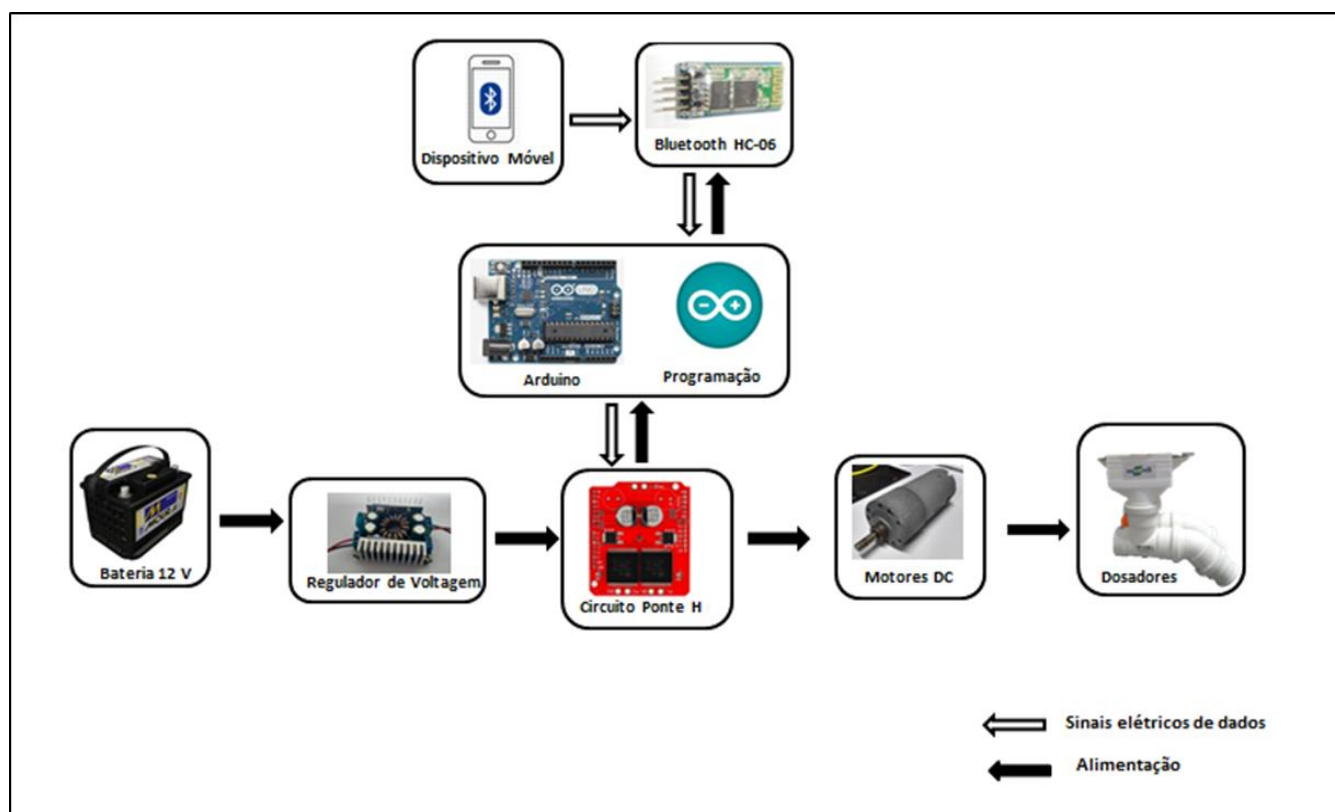 Dispositivo Móvel
Bluetooth HC-06
UNO
Arduino
Programação
Bateria 12 V
Regulador de Voltagem
Circuito Ponte H
Motores DC
Dosadores
Sinais elétricos de dados
Alimentação